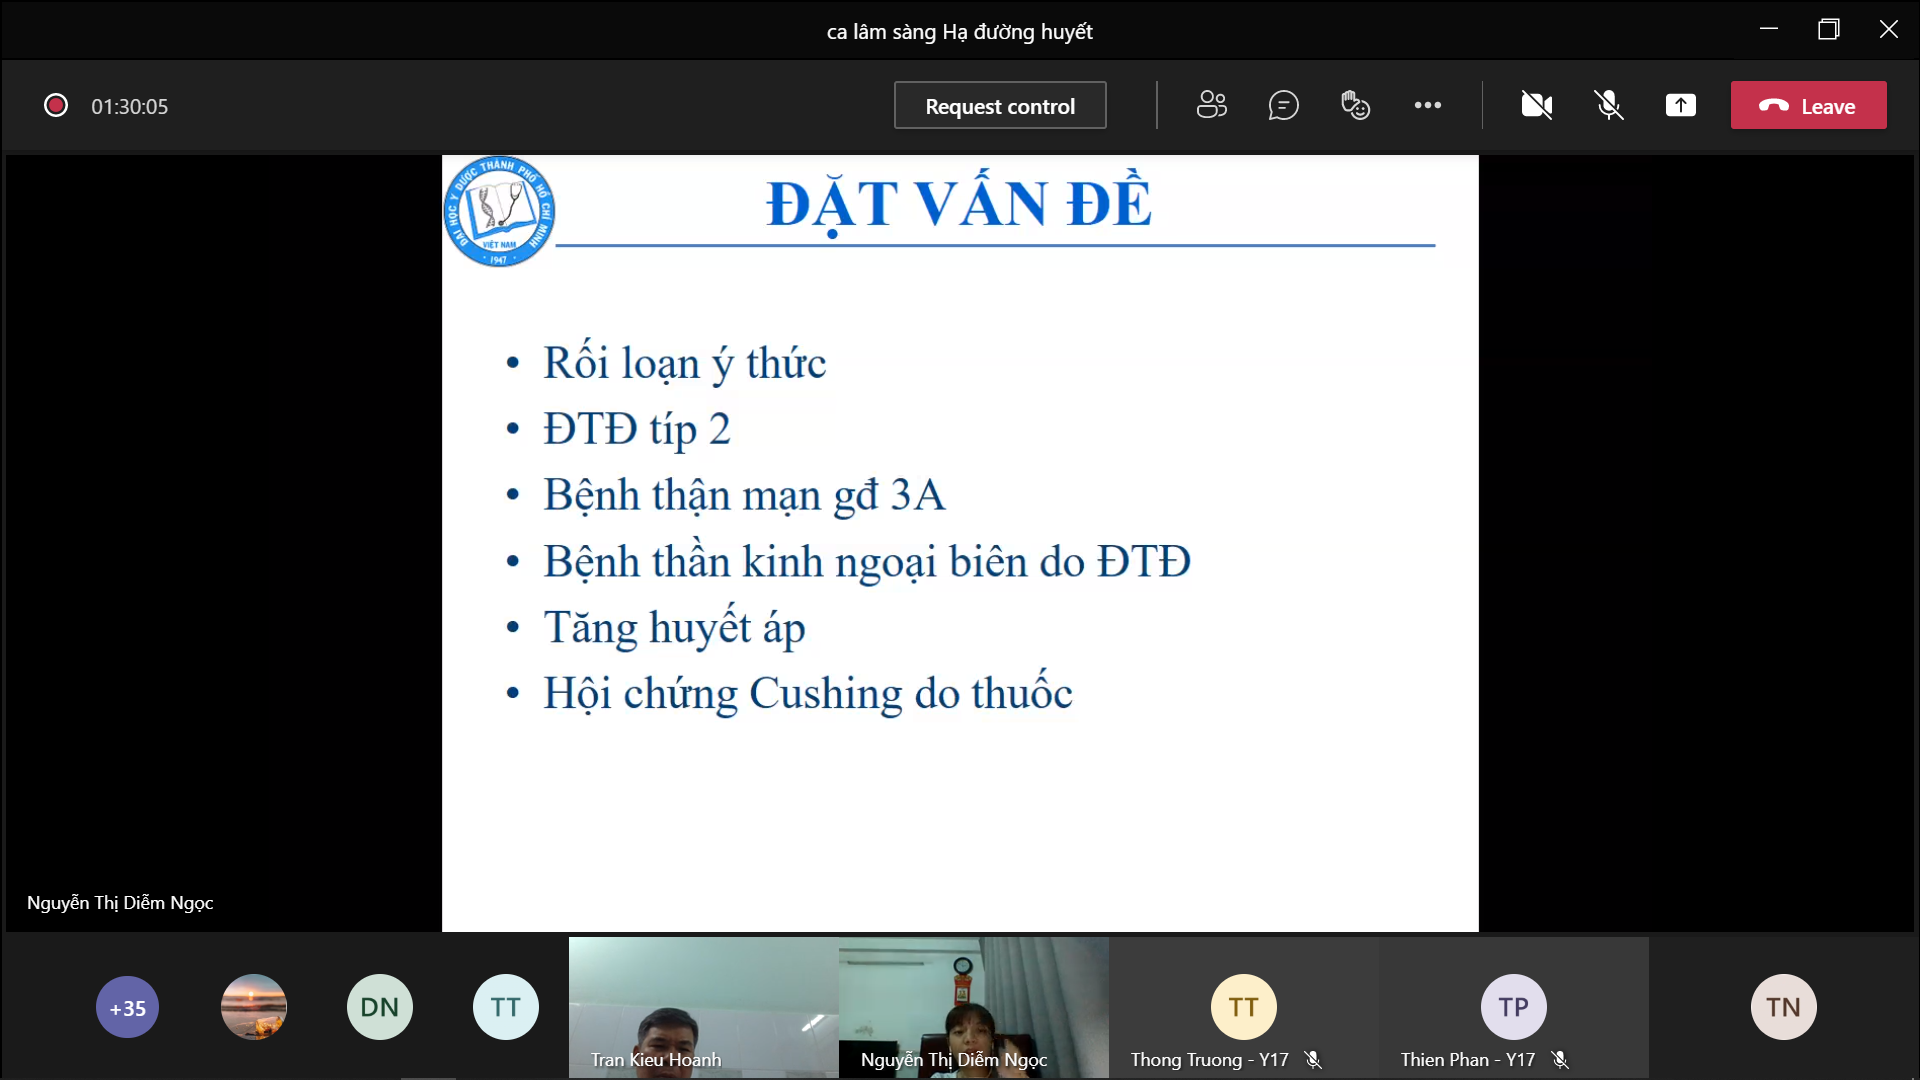 ca lâm sàng Hạ đường huyết
01:30:05
Request control
Leave
ĐẠI HỌC Y DƯỢC THÀNH PHỐ HỒ CHÍ MINH
VIỆT NAM
1947
ĐẶT VẤN ĐỀ
• Rối loạn ý thức
• ĐTĐ típ 2
• Bệnh thận mạn gđ 3A
• Bệnh thần kinh ngoại biên do ĐTĐ
• Tăng huyết áp
• Hội chứng Cushing do thuốc
Nguyễn Thị Diễm Ngọc
+35
DN
TT
Tran Kieu Hoanh
Nguyễn Thị Diễm Ngọc
TT
Thong Truong - Y17
TP
Thien Phan - Y17
TN